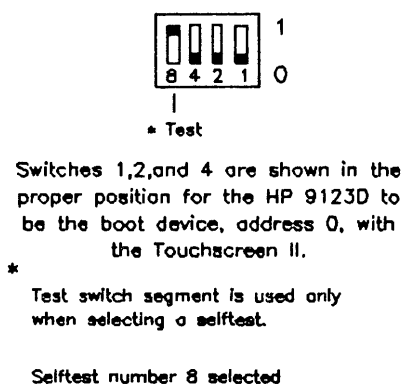 1
8 4 2 1 0
* Test
Switches 1,2,and 4 are shown in the
proper position for the HP 9123D to
be the boot device, address 0, with
the Touchscreen II.
*
Test switch segment is used only
when selecting a selftest.
Selftest number 8 selected